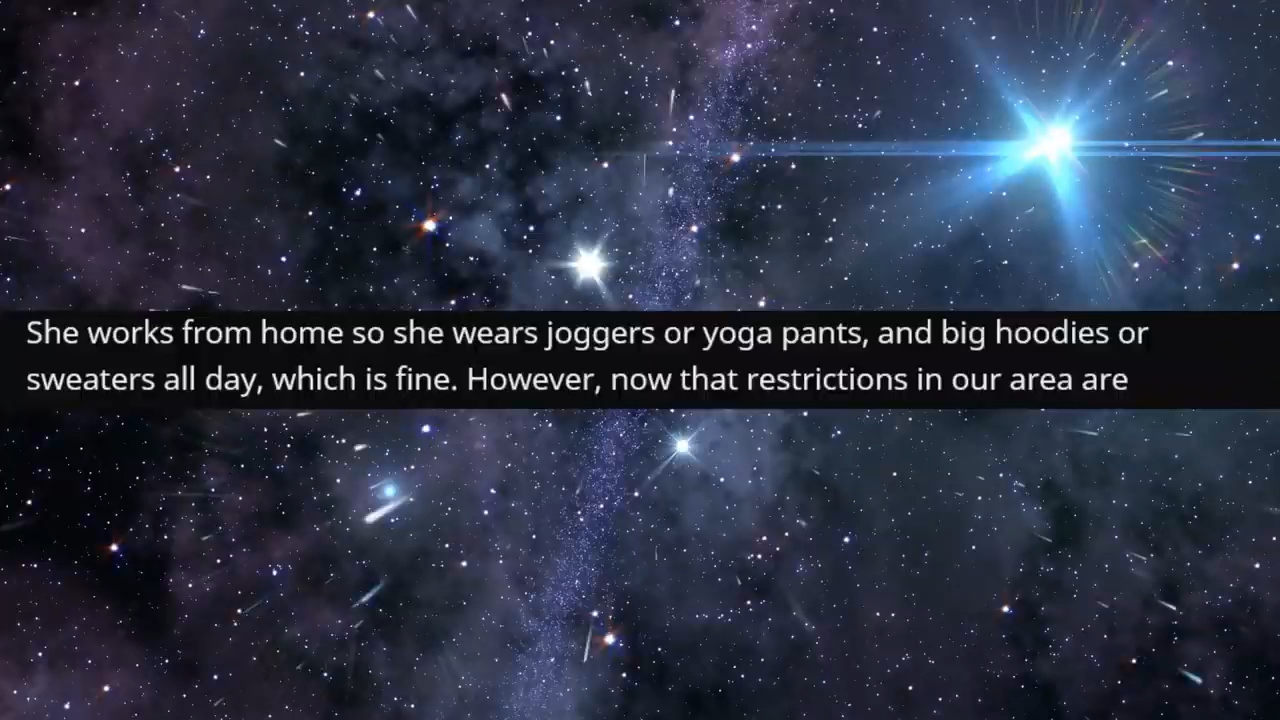 She works from home so she wears joggers or yoga pants, and big hoodies or
sweaters all day, which is fine. However, now that restrictions in our area are